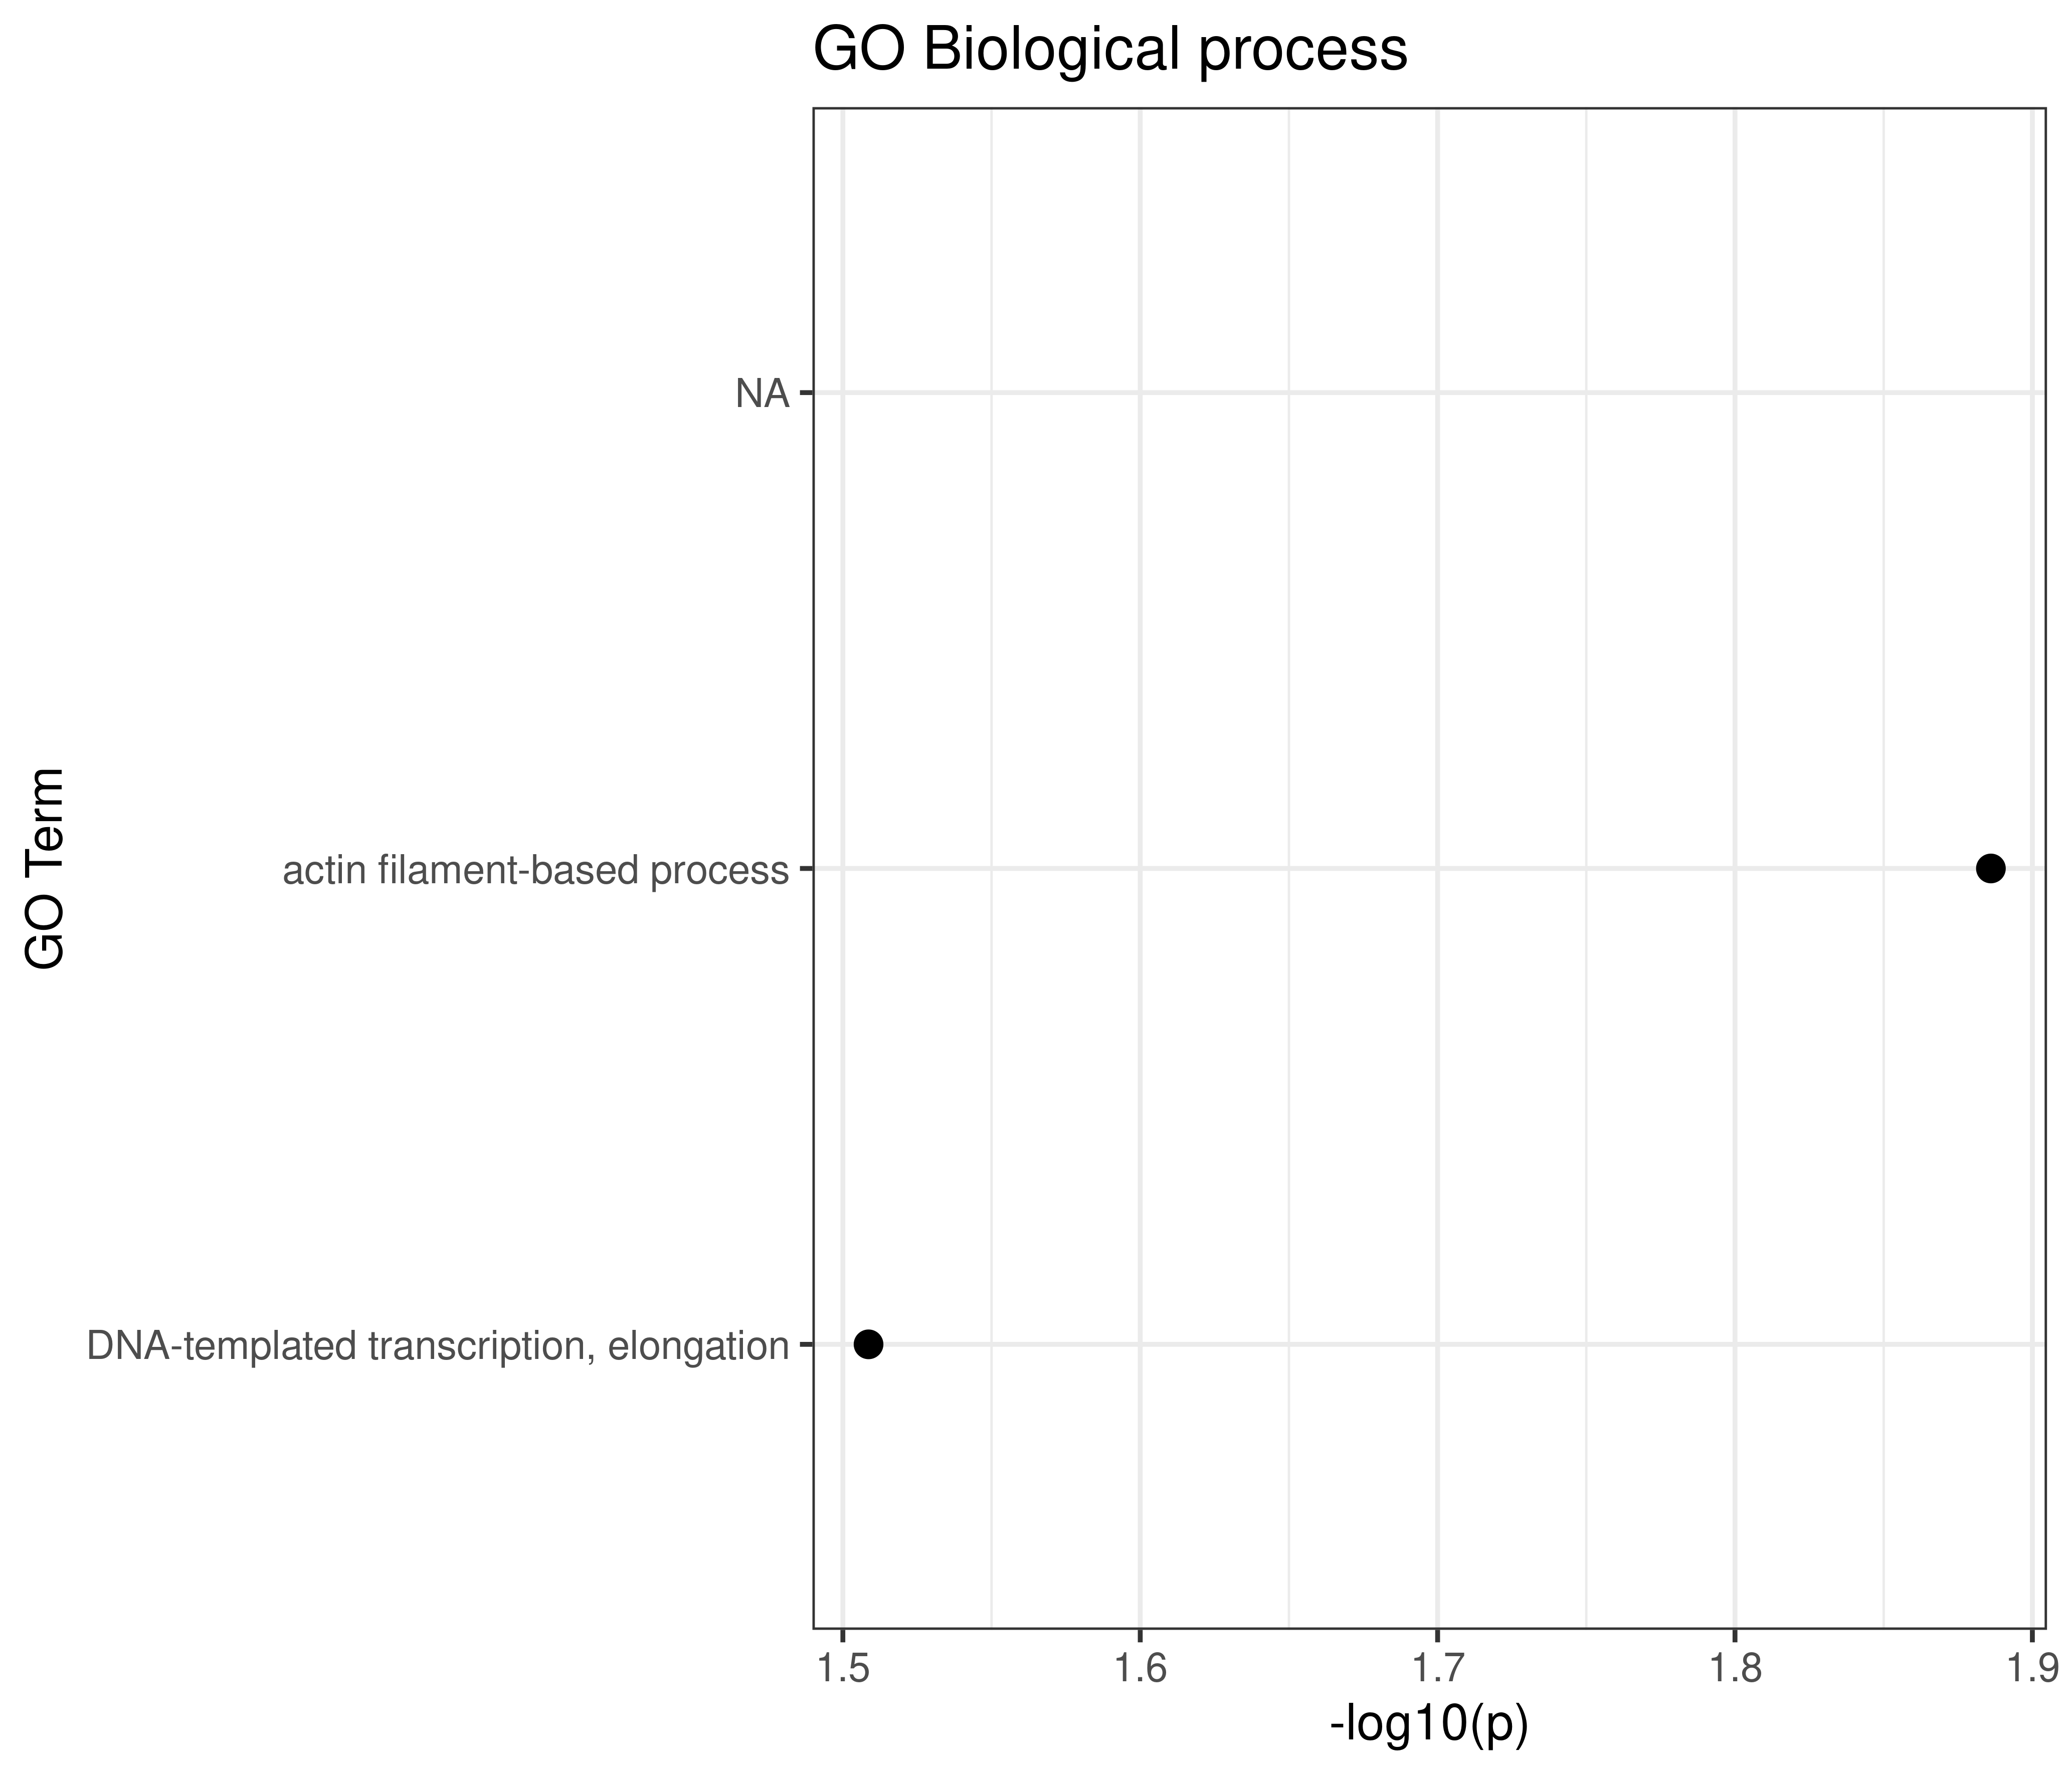 GO Biological process
GO Term
NA
actin filament-based process
DNA-templated transcription, elongation
1.5 1.6 1.7 1.8 1.9
-log10(p)